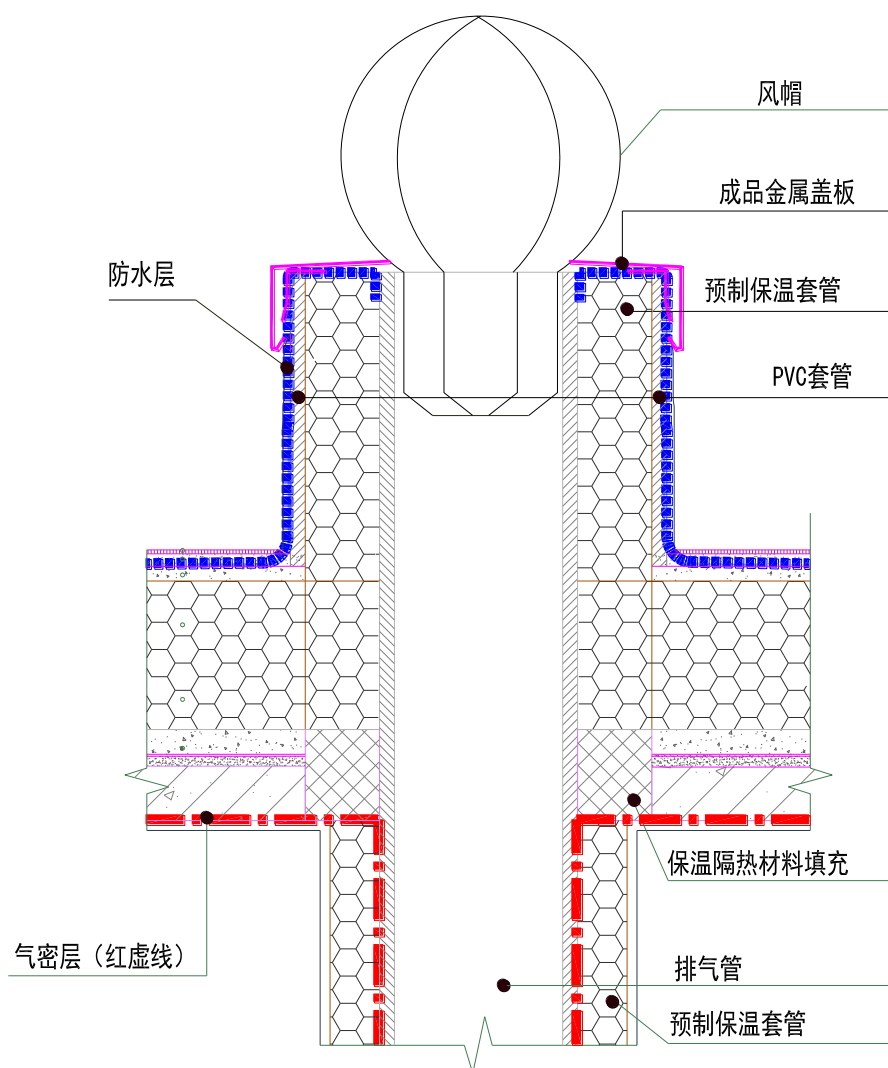 风帽
成品金属盖板
防水层
预制保温套管
PVC套管
保温隔热材料填充
气密层（红虚线）
排气管
预制保温套管